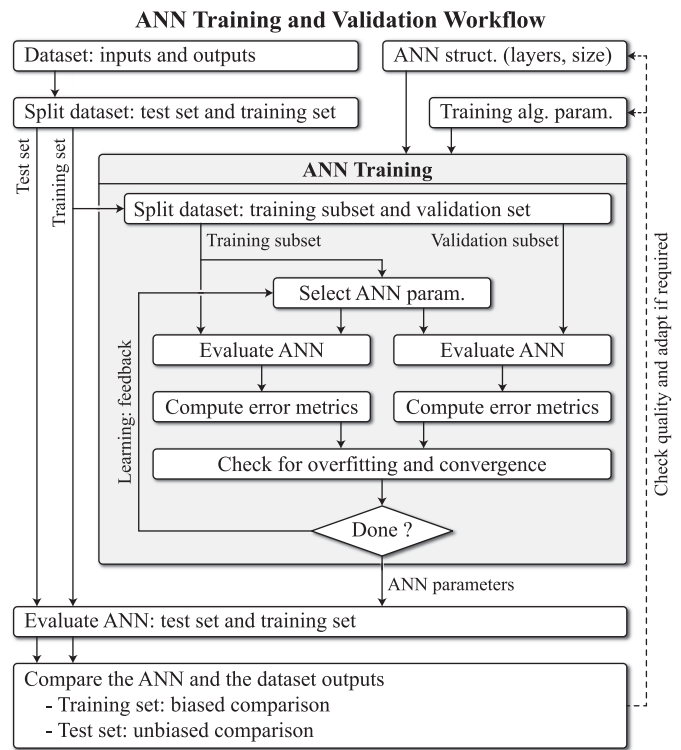 ANN Training and Validation Workflow
Dataset: inputs and outputs
ANN struct. (layers, size)
Split dataset: test set and training set
Training alg. param.
Test set
Training set
ANN Training
Split dataset: training subset and validation set
Training subset
Validation subset
Select ANN param.
Evaluate ANN
Evaluate ANN
Compute error metrics
Compute error metrics
Check for overfitting and convergence
Learning: feedback
Done ?
ANN parameters
Check quality and adapt if required
Evaluate ANN: test set and training set
Compare the ANN and the dataset outputs
- Training set: biased comparison
- Test set: unbiased comparison